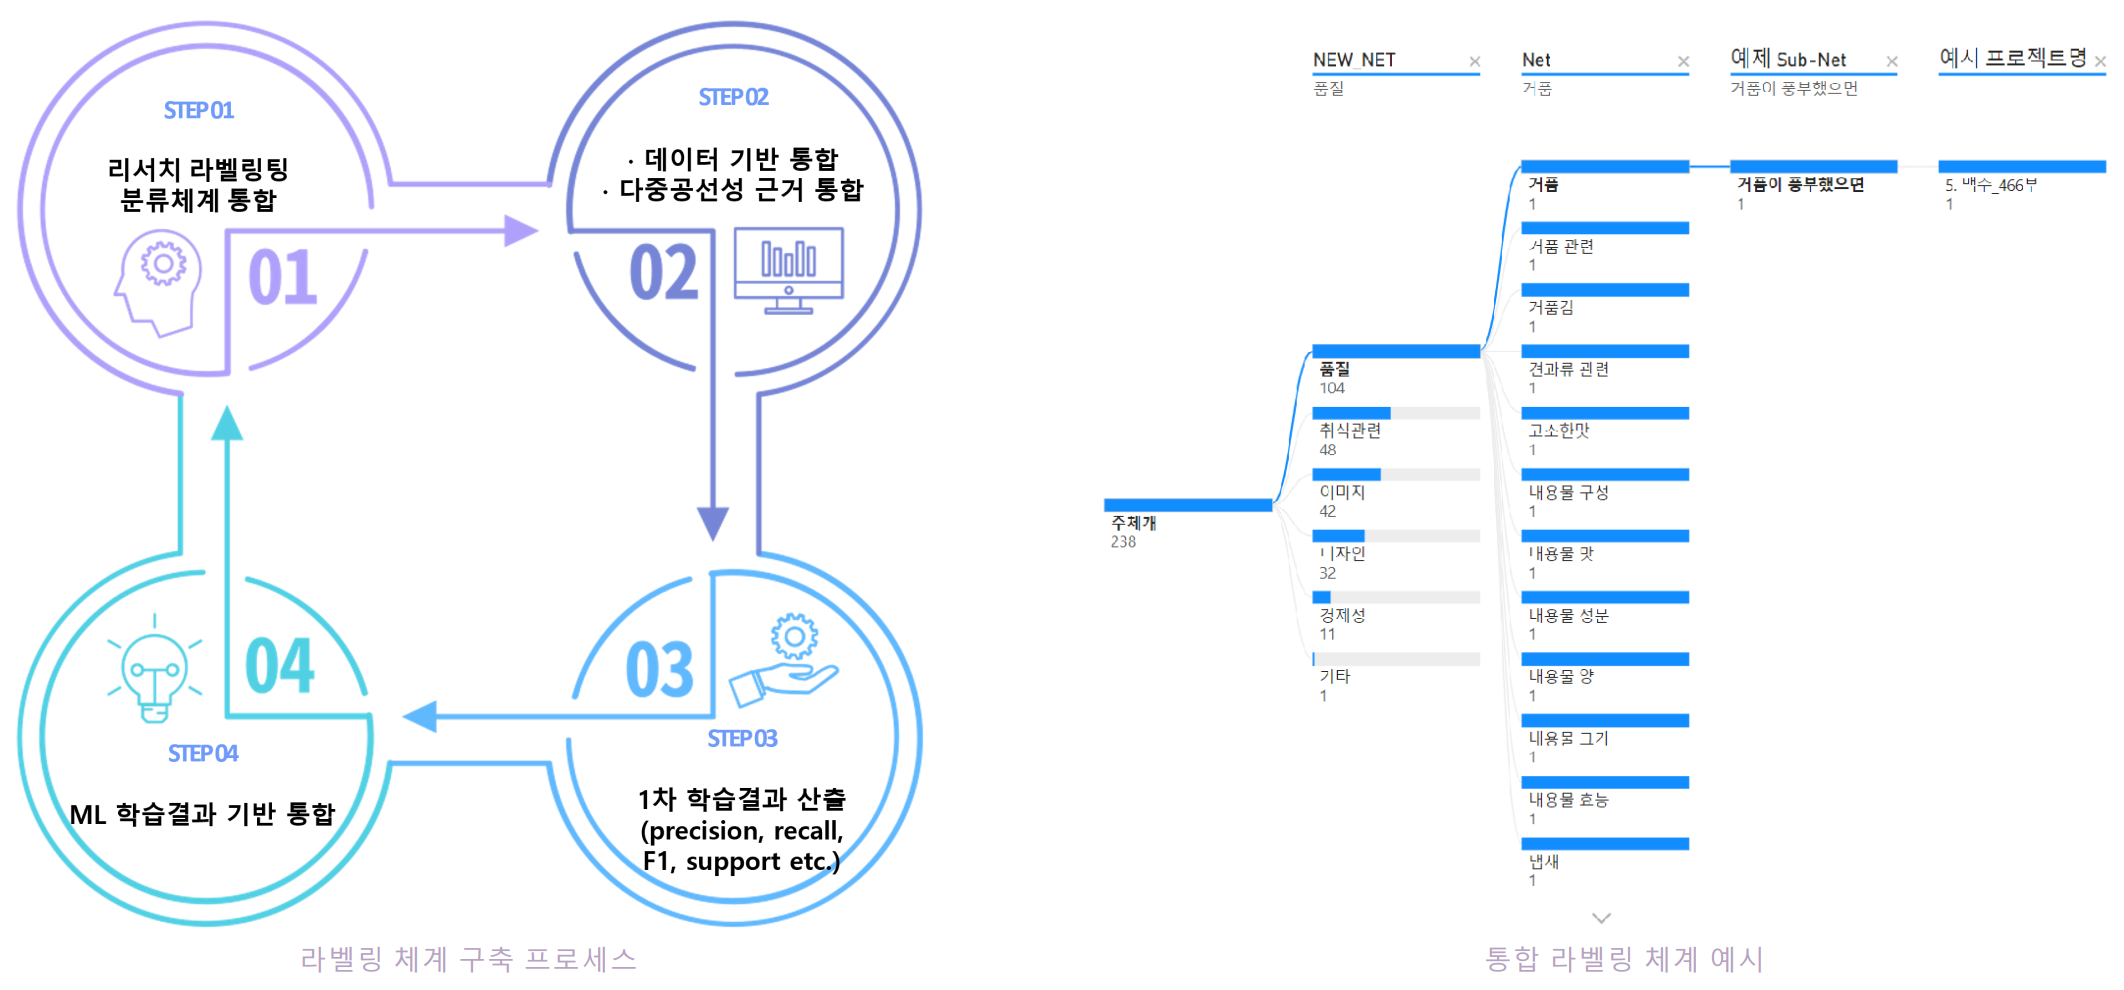 STEP 01
리서치 라벨링팅
분류체계 통합
01
STEP 02
· 데이터 기반 통합
· 다중공선성 근거 통합
02
03
STEP 03
1차 학습결과 산출
(precision, recall,
F1, support etc.)
04
STEP 04
ML 학습결과 기반 통합
라벨링 체계 구축 프로세스
NEW_NET
품질
Net
거품
예제 Sub-Net
거품이 풍부했으면
예시 프로젝트명
주체개
238
품질
104
취식관련
48
이미지
42
디자인
32
경제성
11
기타
1
거품
1
거품 관련
1
거품김
1
견과류 관련
1
고소한맛
1
내용물 구성
1
내용물 맛
1
내용물 성분
1
내용물 양
1
내용물 크기
1
내용물 효능
1
냄새
1
거품이 풍부했으면
1
5. 맥수_466부
1
통합 라벨링 체계 예시